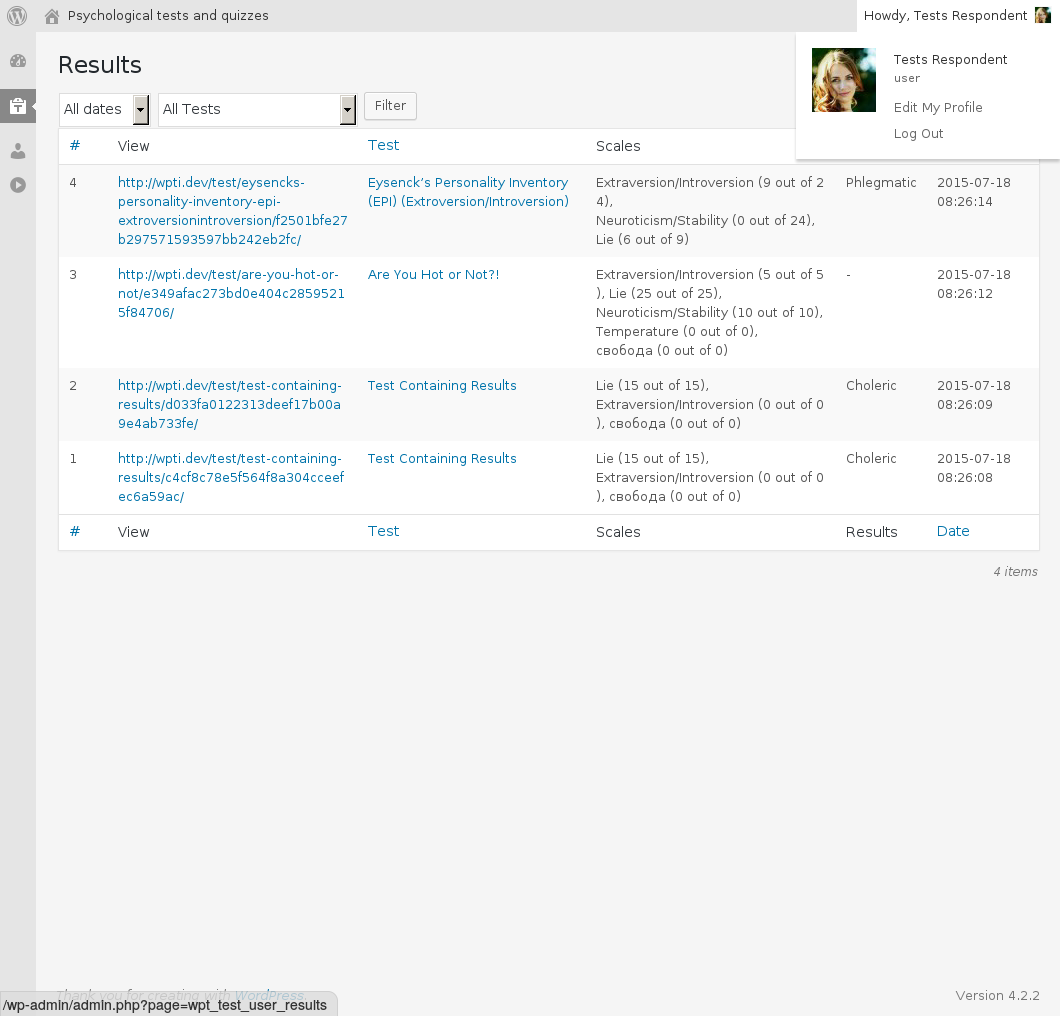 Psychological tests and quizzes
Howdy, Tests Respondent
Tests Respondent
user
Edit My Profile
Log Out
Results
All dates
All Tests
Filter
# View Test Scales
4 http://wpti.dev/test/eysencks- Eysenck’s Personality Inventory Extraversion/Introversion (9 out of 2 Phlegmatic 2015-07-18
personality-inventory-epi- (EPI) (Extroversion/Introversion) 4), 08:26:14
extroversionintroversion/f2501bfe27 Neuroticism/Stability (0 out of 24),
b297571593597bb242eb2fc/ Lie (6 out of 9)
3 http://wpti.dev/test/are-you-hot-or- Are You Hot or Not?! Extraversion/Introversion (5 out of 5 - 2015-07-18
not/e349afac273bd0e404c2859521 ), Lie (25 out of 25), 08:26:12
5f84706/ Neuroticism/Stability (10 out of 10),
Temperature (0 out of 0),
свобода (0 out of 0)
2 http://wpti.dev/test/test-containing- Test Containing Results Lie (15 out of 15), Choleric 2015-07-18
results/d033fa0122313deef17b00a Extraversion/Introversion (0 out of 0 08:26:09
9e4ab733fe/ ), свобода (0 out of 0)
1 http://wpti.dev/test/test-containing- Test Containing Results Lie (15 out of 15), Choleric 2015-07-18
results/c4cf8c78e5f564f8a304cceef Extraversion/Introversion (0 out of 0 08:26:08
ec6a59ac/ ), свобода (0 out of 0)
# View Test Scales Results Date
4 items
Thank you for creating with WordPress.
Version 4.2.2
/wp-admin/admin.php?page=wpt_test_user_results